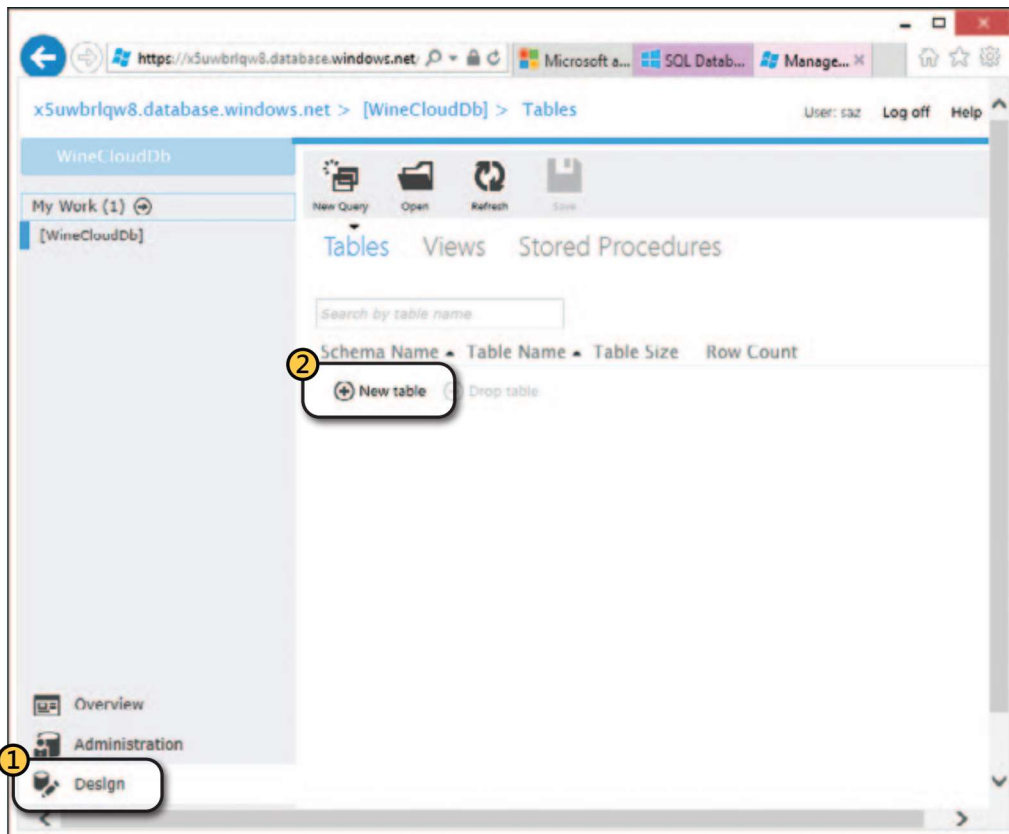 https://x5uwbrlqw8.database.windows.net/
Microsoft a...
SQL Datab...
Manage...
x5uwbrlqw8.database.windows.net > [WineCloudDb] > Tables
User: saz
Log off
Help
WineCloudDb
My Work (1)
[WineCloudDb]
New Query
Open
Refresh
Save
Tables
Views
Stored Procedures
Search by table name
Schema Name
Table Name
Table Size
Row Count
2
New table
Drop table
Overview
Administration
1
Design